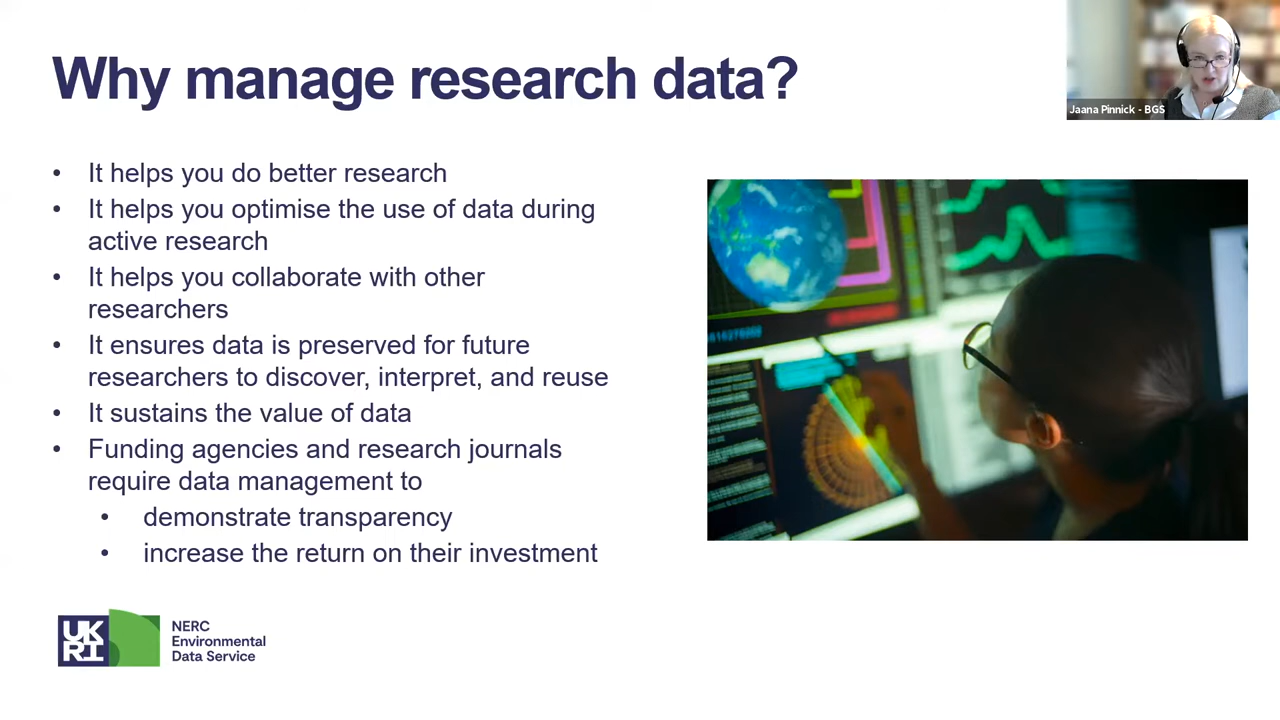 Why manage research data?
Jaana Pinnick - BGS
• It helps you do better research
• It helps you optimise the use of data during
active research
• It helps you collaborate with other
researchers
• It ensures data is preserved for future
researchers to discover, interpret, and reuse
• It sustains the value of data
• Funding agencies and research journals
require data management to
• demonstrate transparency
• increase the return on their investment
UK
RI
NERC
Environmental
Data Service